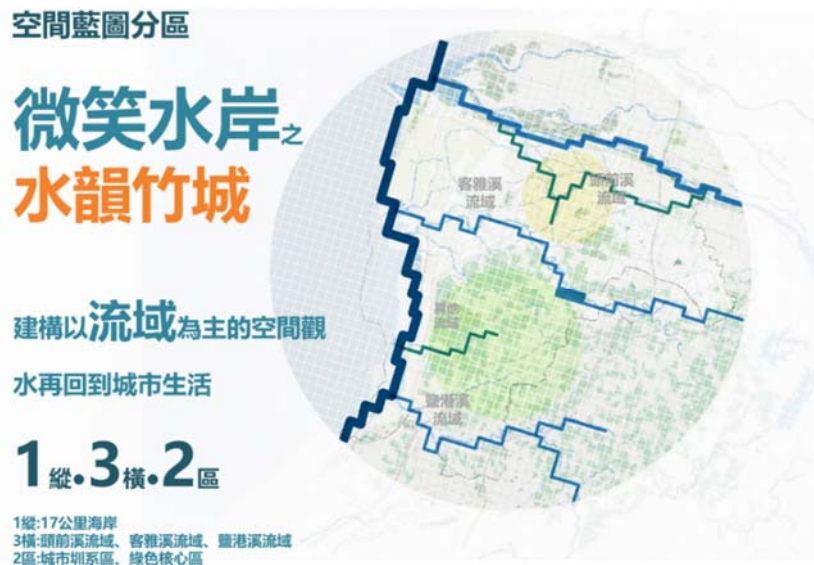 空間藍圖分區
微笑水岸之
水韻竹城
建構以流域為主的空間觀
水再回到城市生活
1縱.3橫.2區
1縱:17公里海岸
3橫:頭前溪流域、客雅溪流域、鹽港溪流域
2區:城市圳系區、綠色核心區
頭前溪
流域
客雅溪
流域
其他
流域
鹽港溪
流域